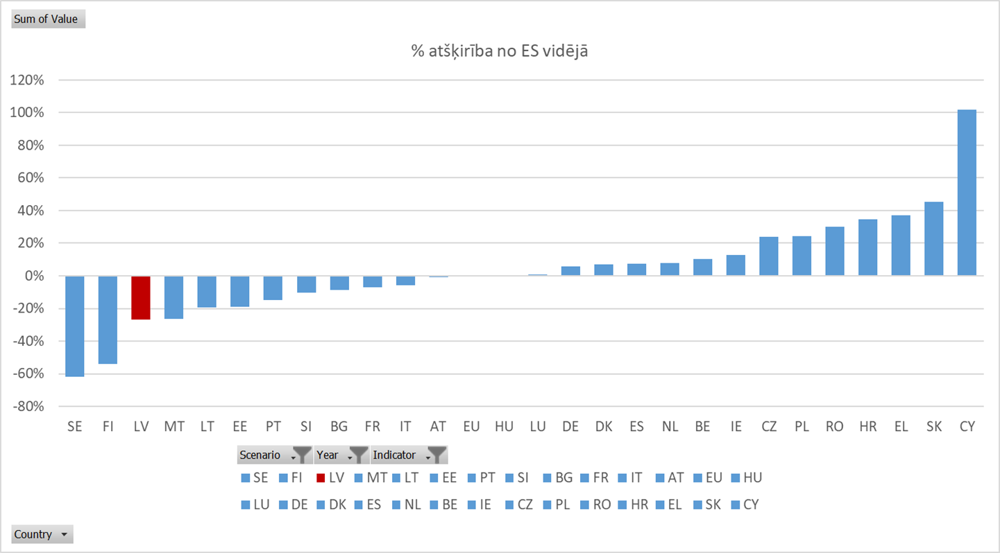 Sum of Value
% atšķirība no ES vidējā
120%
100%
80%
60%
40%
20%
0%
-20%
-40%
-60%
-80%
SE FI LV MT LT EE PT SI BG FR IT AT EU HU LU DE DK ES NL BE IE CZ PL RO HR EL SK CY
Scenario Year Indicator
SE FI LV MT LT EE PT SI BG FR IT AT EU HU
LU DE DK ES NL BE IE CZ PL RO HR EL SK CY
Country